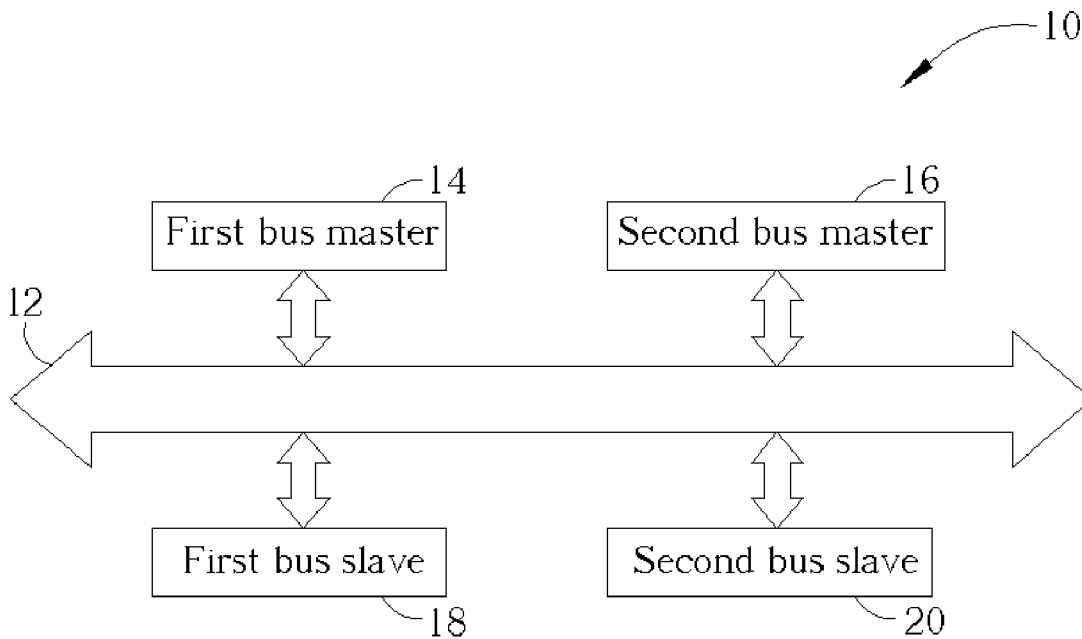 10
14
16
First bus master
Second bus master
12
First bus slave
Second bus slave
18
20